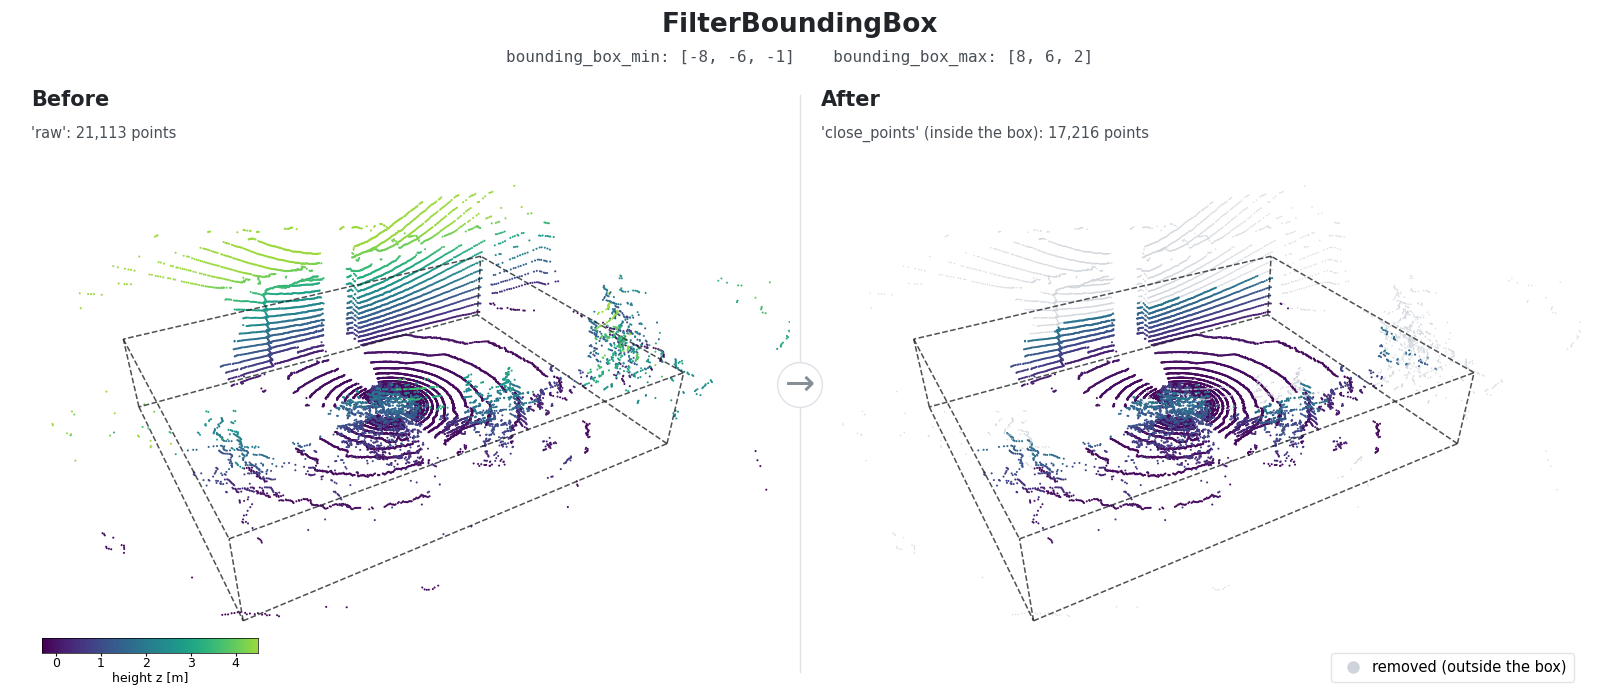 FilterBoundingBox
bounding_box_min: [-8, -6, -1]    bounding_box_max: [8, 6, 2]
Before
'raw': 21,113 points
After
'close_points' (inside the box): 17,216 points
→
0 1 2 3 4
height z [m]
removed (outside the box)